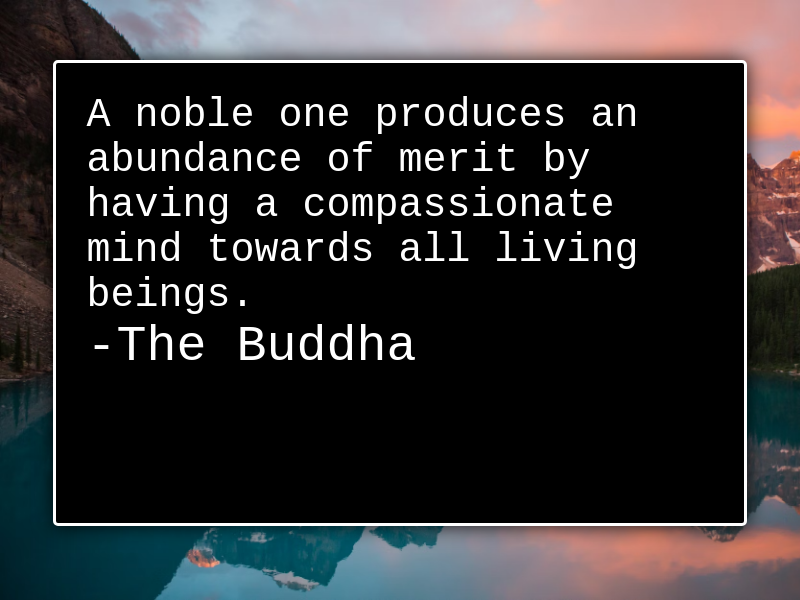 A noble one produces an
abundance of merit by
having a compassionate
mind towards all living
beings.
-The Buddha